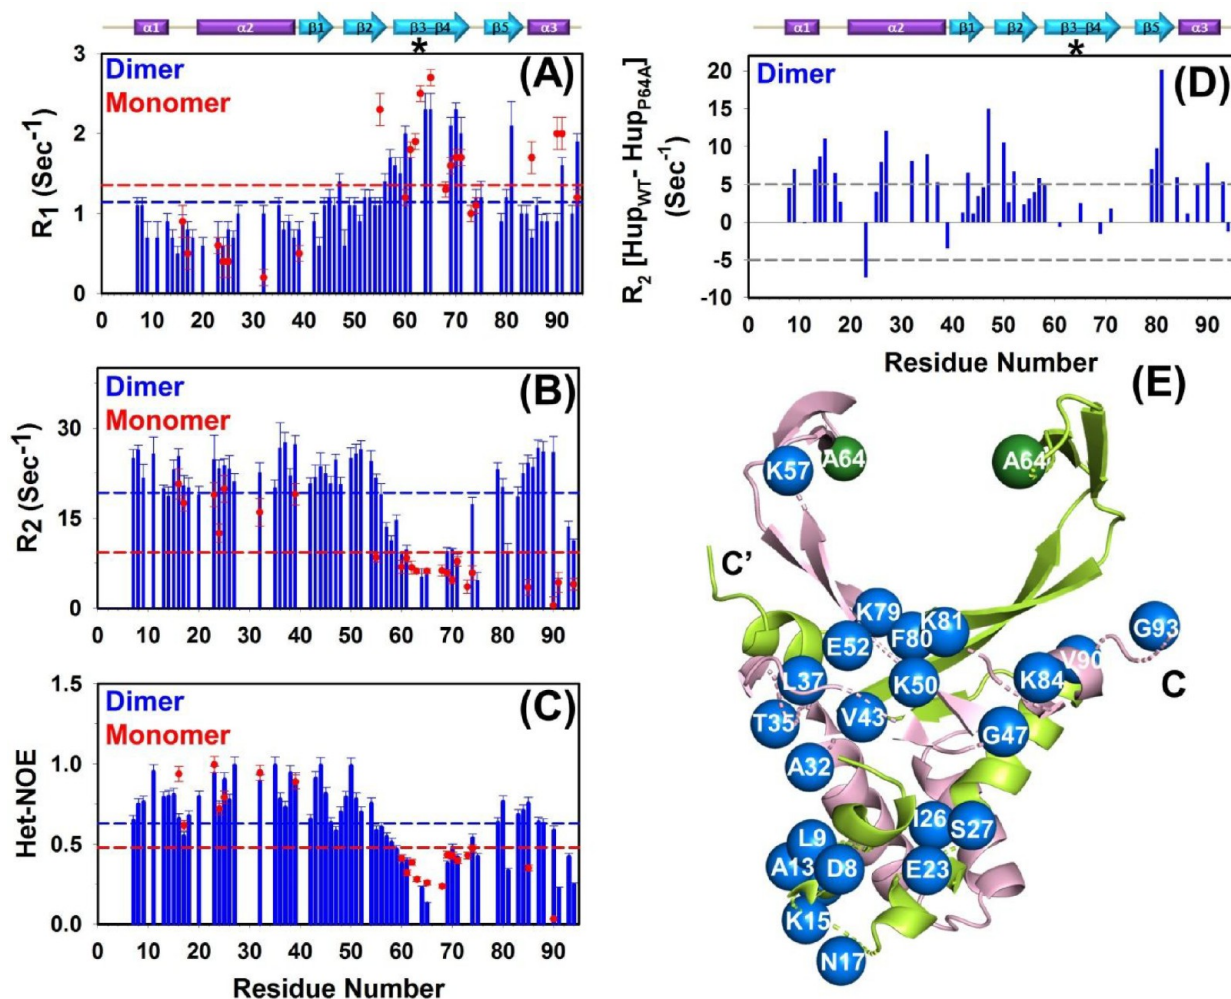 α1 α2 β1 β2 β3–β4 β5 α3
*
(A)
Dimer
Monomer
R1 (Sec-1)
3
2
1
0
0 10 20 30 40 50 60 70 80 90
(B)
Dimer
Monomer
R2 (Sec-1)
30
15
0
0 10 20 30 40 50 60 70 80 90
(C)
Dimer
Monomer
Het-NOE
1.5
1.0
0.5
0.0
0 10 20 30 40 50 60 70 80 90
Residue Number
α1 α2 β1 β2 β3–β4 β5 α3
*
(D)
Dimer
R2 [HupWT- HupP64A]
(Sec-1)
20
15
10
5
0
-5
-10
0 10 20 30 40 50 60 70 80 90
Residue Number
(E)
K57
A64
A64
C'
K79
F80
K81
E52
G93
V90
K84
C
L37
K50
T35
V43
G47
A32
I26
S27
L9
A13
D8
E23
K15
N17